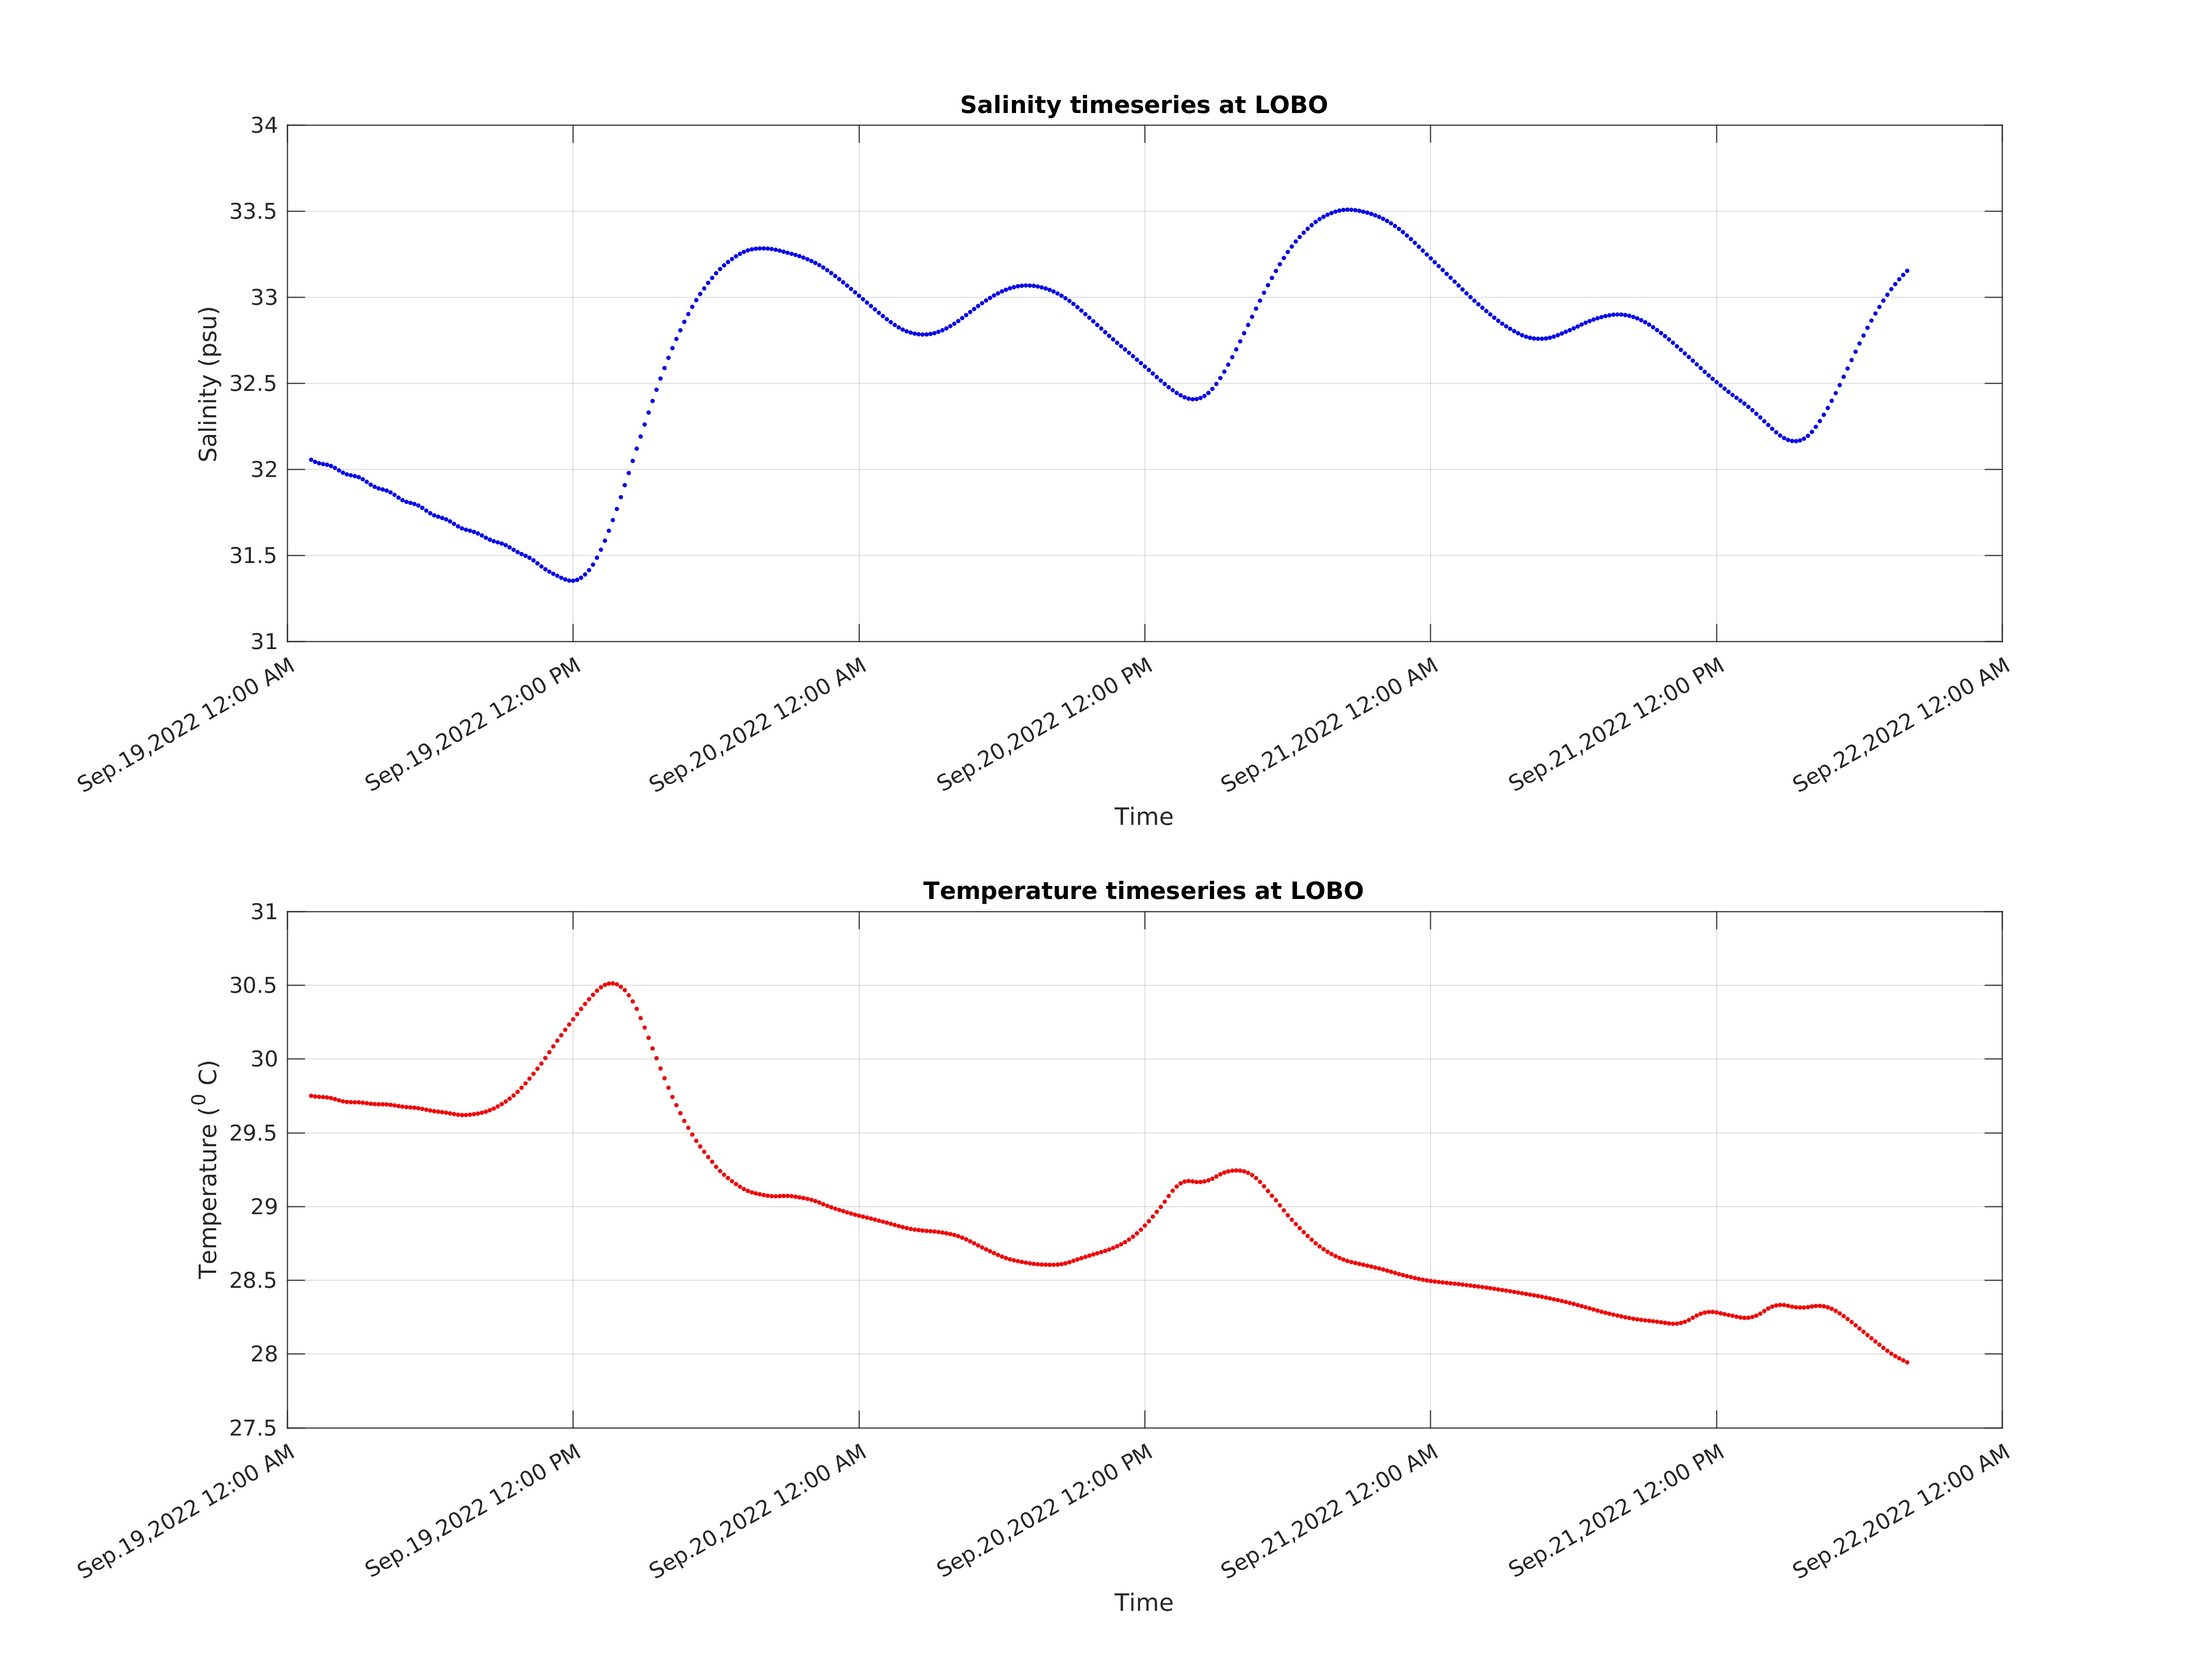 Salinity timeseries at LOBO
34
33.5
33
32.5
32
31.5
31
Salinity (psu)
Sep.19,2022 12:00 AM
Sep.19,2022 12:00 PM
Sep.20,2022 12:00 AM
Sep.20,2022 12:00 PM
Sep.21,2022 12:00 AM
Sep.21,2022 12:00 PM
Sep.22,2022 12:00 AM
Time
Temperature timeseries at LOBO
31
30.5
30
29.5
29
28.5
28
27.5
Temperature (⁰ C)
Sep.19,2022 12:00 AM
Sep.19,2022 12:00 PM
Sep.20,2022 12:00 AM
Sep.20,2022 12:00 PM
Sep.21,2022 12:00 AM
Sep.21,2022 12:00 PM
Sep.22,2022 12:00 AM
Time